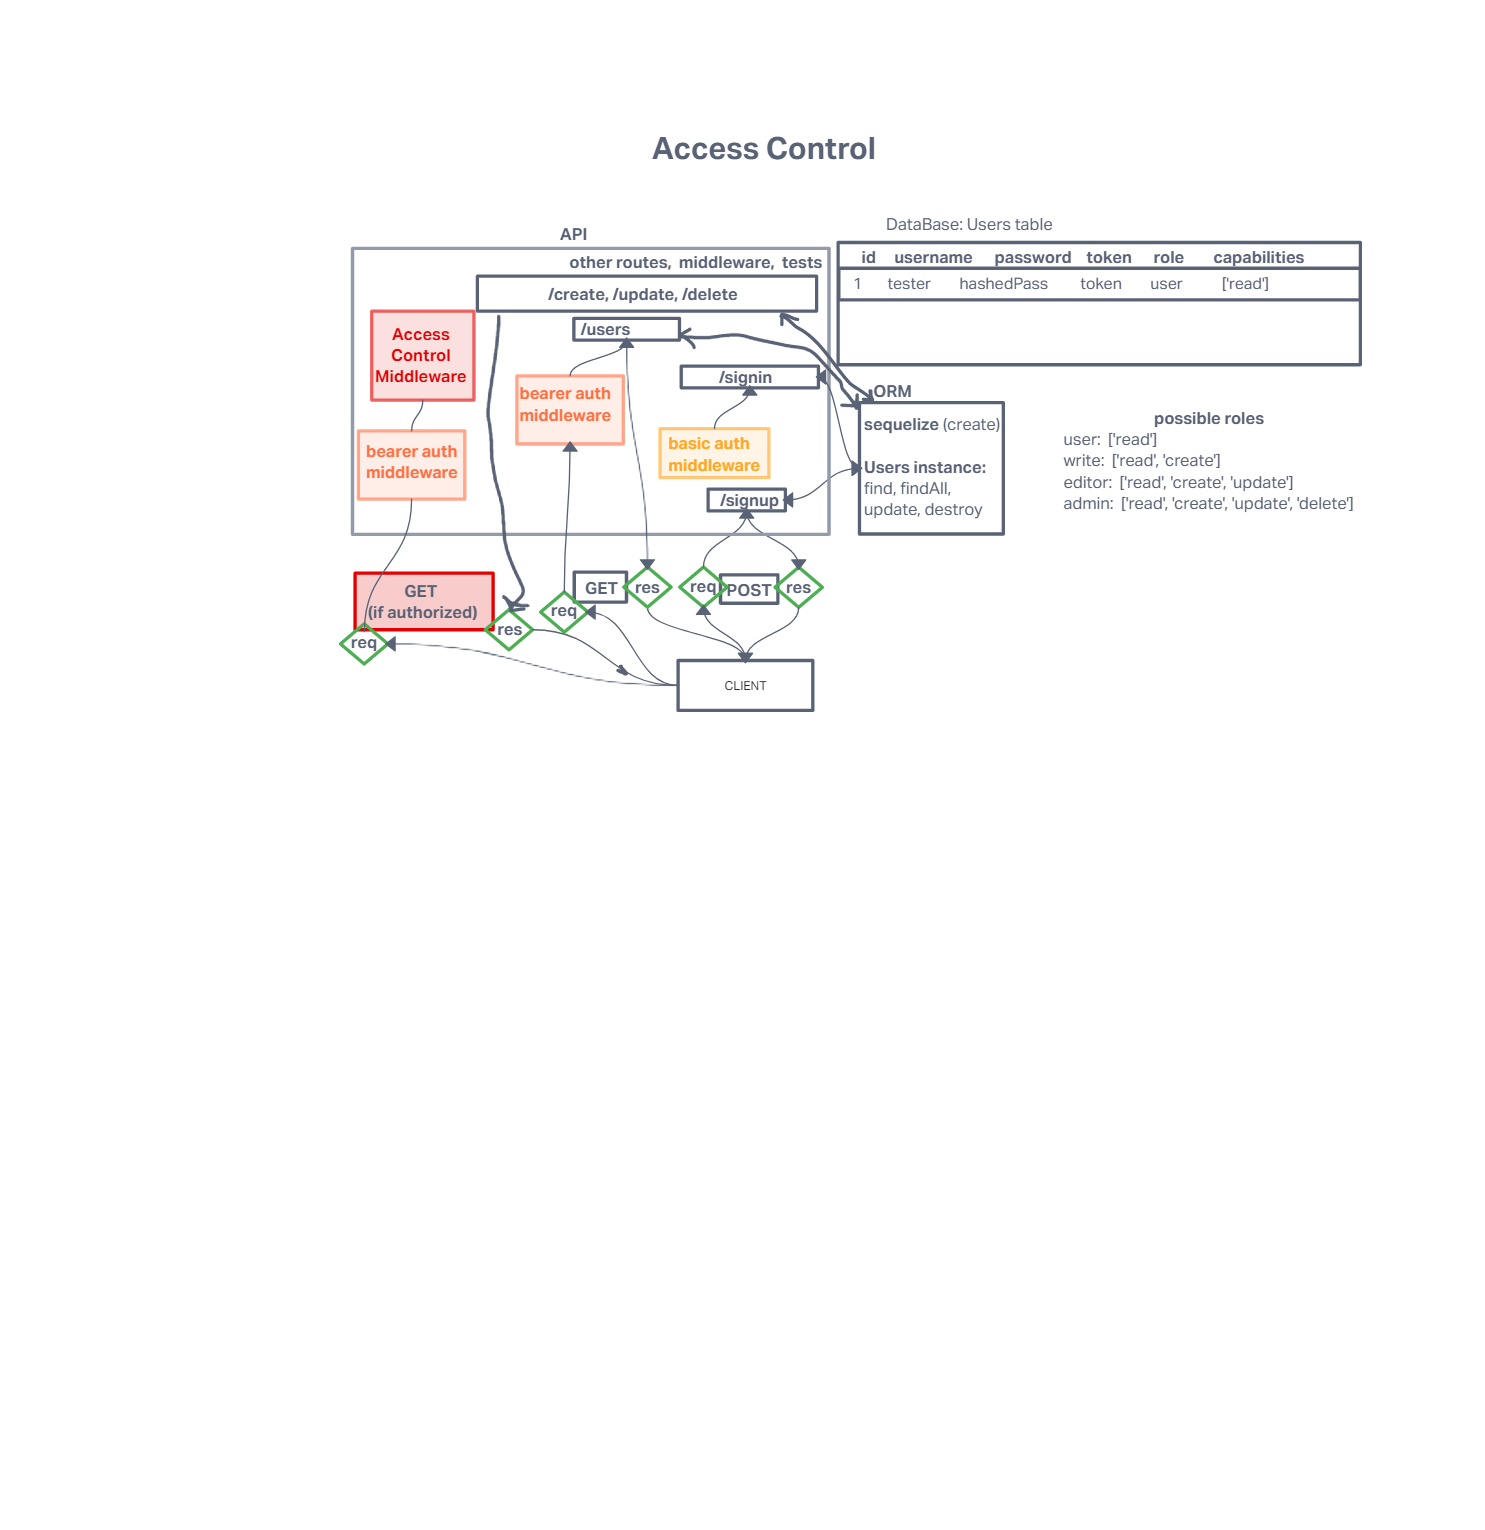 Access Control
DataBase: Users table
API
id username password token role capabilities
1 tester hashedPass token user ['read']
other routes, middleware, tests
/create, /update, /delete
/users
Access
Control
Middleware
/signin
bearer auth
middleware
ORM
sequelize (create)
Users instance:
find, findAll,
update, destroy
possible roles
user: ['read']
write: ['read', 'create']
editor: ['read', 'create', 'update']
admin: ['read', 'create', 'update', 'delete']
basic auth
middleware
bearer auth
middleware
/signup
GET
(if authorized)
req
res
req
GET
res
req
POST
res
CLIENT